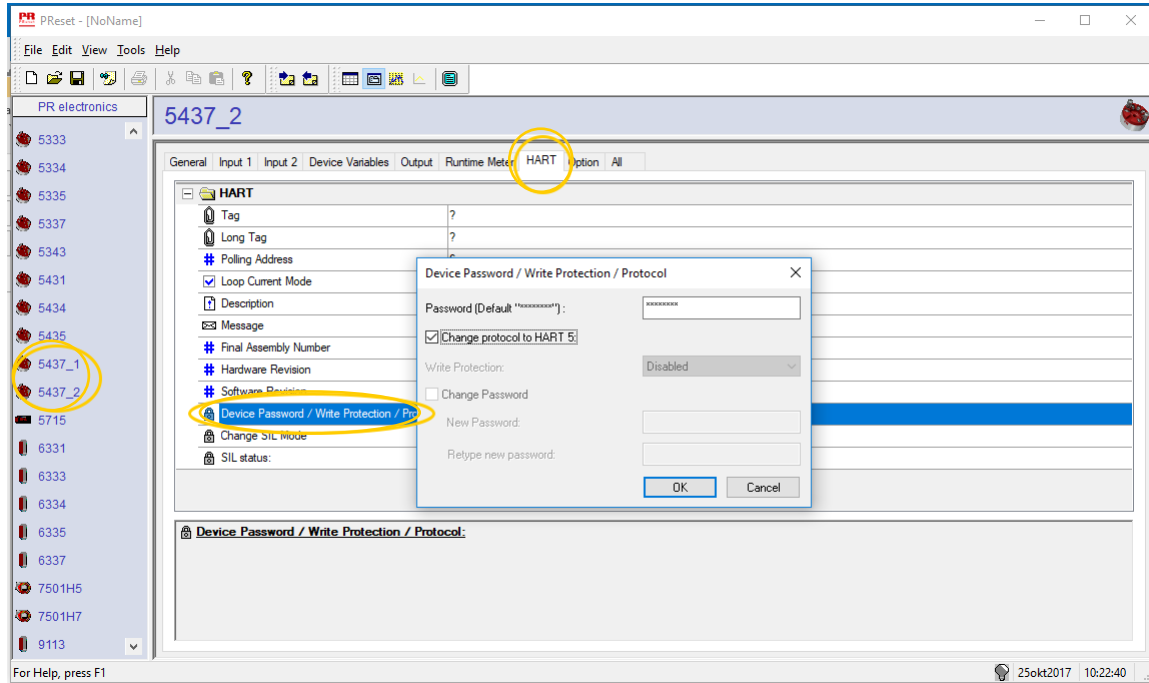 PR PReset - [NoName]
File Edit View Tools Help
PR electronics
5333
5334
5335
5337
5343
5431
5434
5435
5437_1
5437_2
5715
6331
6333
6334
6335
6337
7501H5
7501H7
9113
5437_2
General Input 1 Input 2 Device Variables Output Runtime Meter HART Option All
HART
Tag ?
Long Tag ?
Polling Address
Loop Current Mode
Description
Message
Final Assembly Number
Hardware Revision
Software Revision
Device Password / Write Protection / Pro
Change SIL Mode
SIL status:
Device Password / Write Protection / Protocol
Password (Default "********") : ********
Change protocol to HART 5:
Write Protection: Disabled
Change Password
New Password:
Retype new password:
OK Cancel
Device Password / Write Protection / Protocol:
For Help, press F1 25okt2017 10:22:40